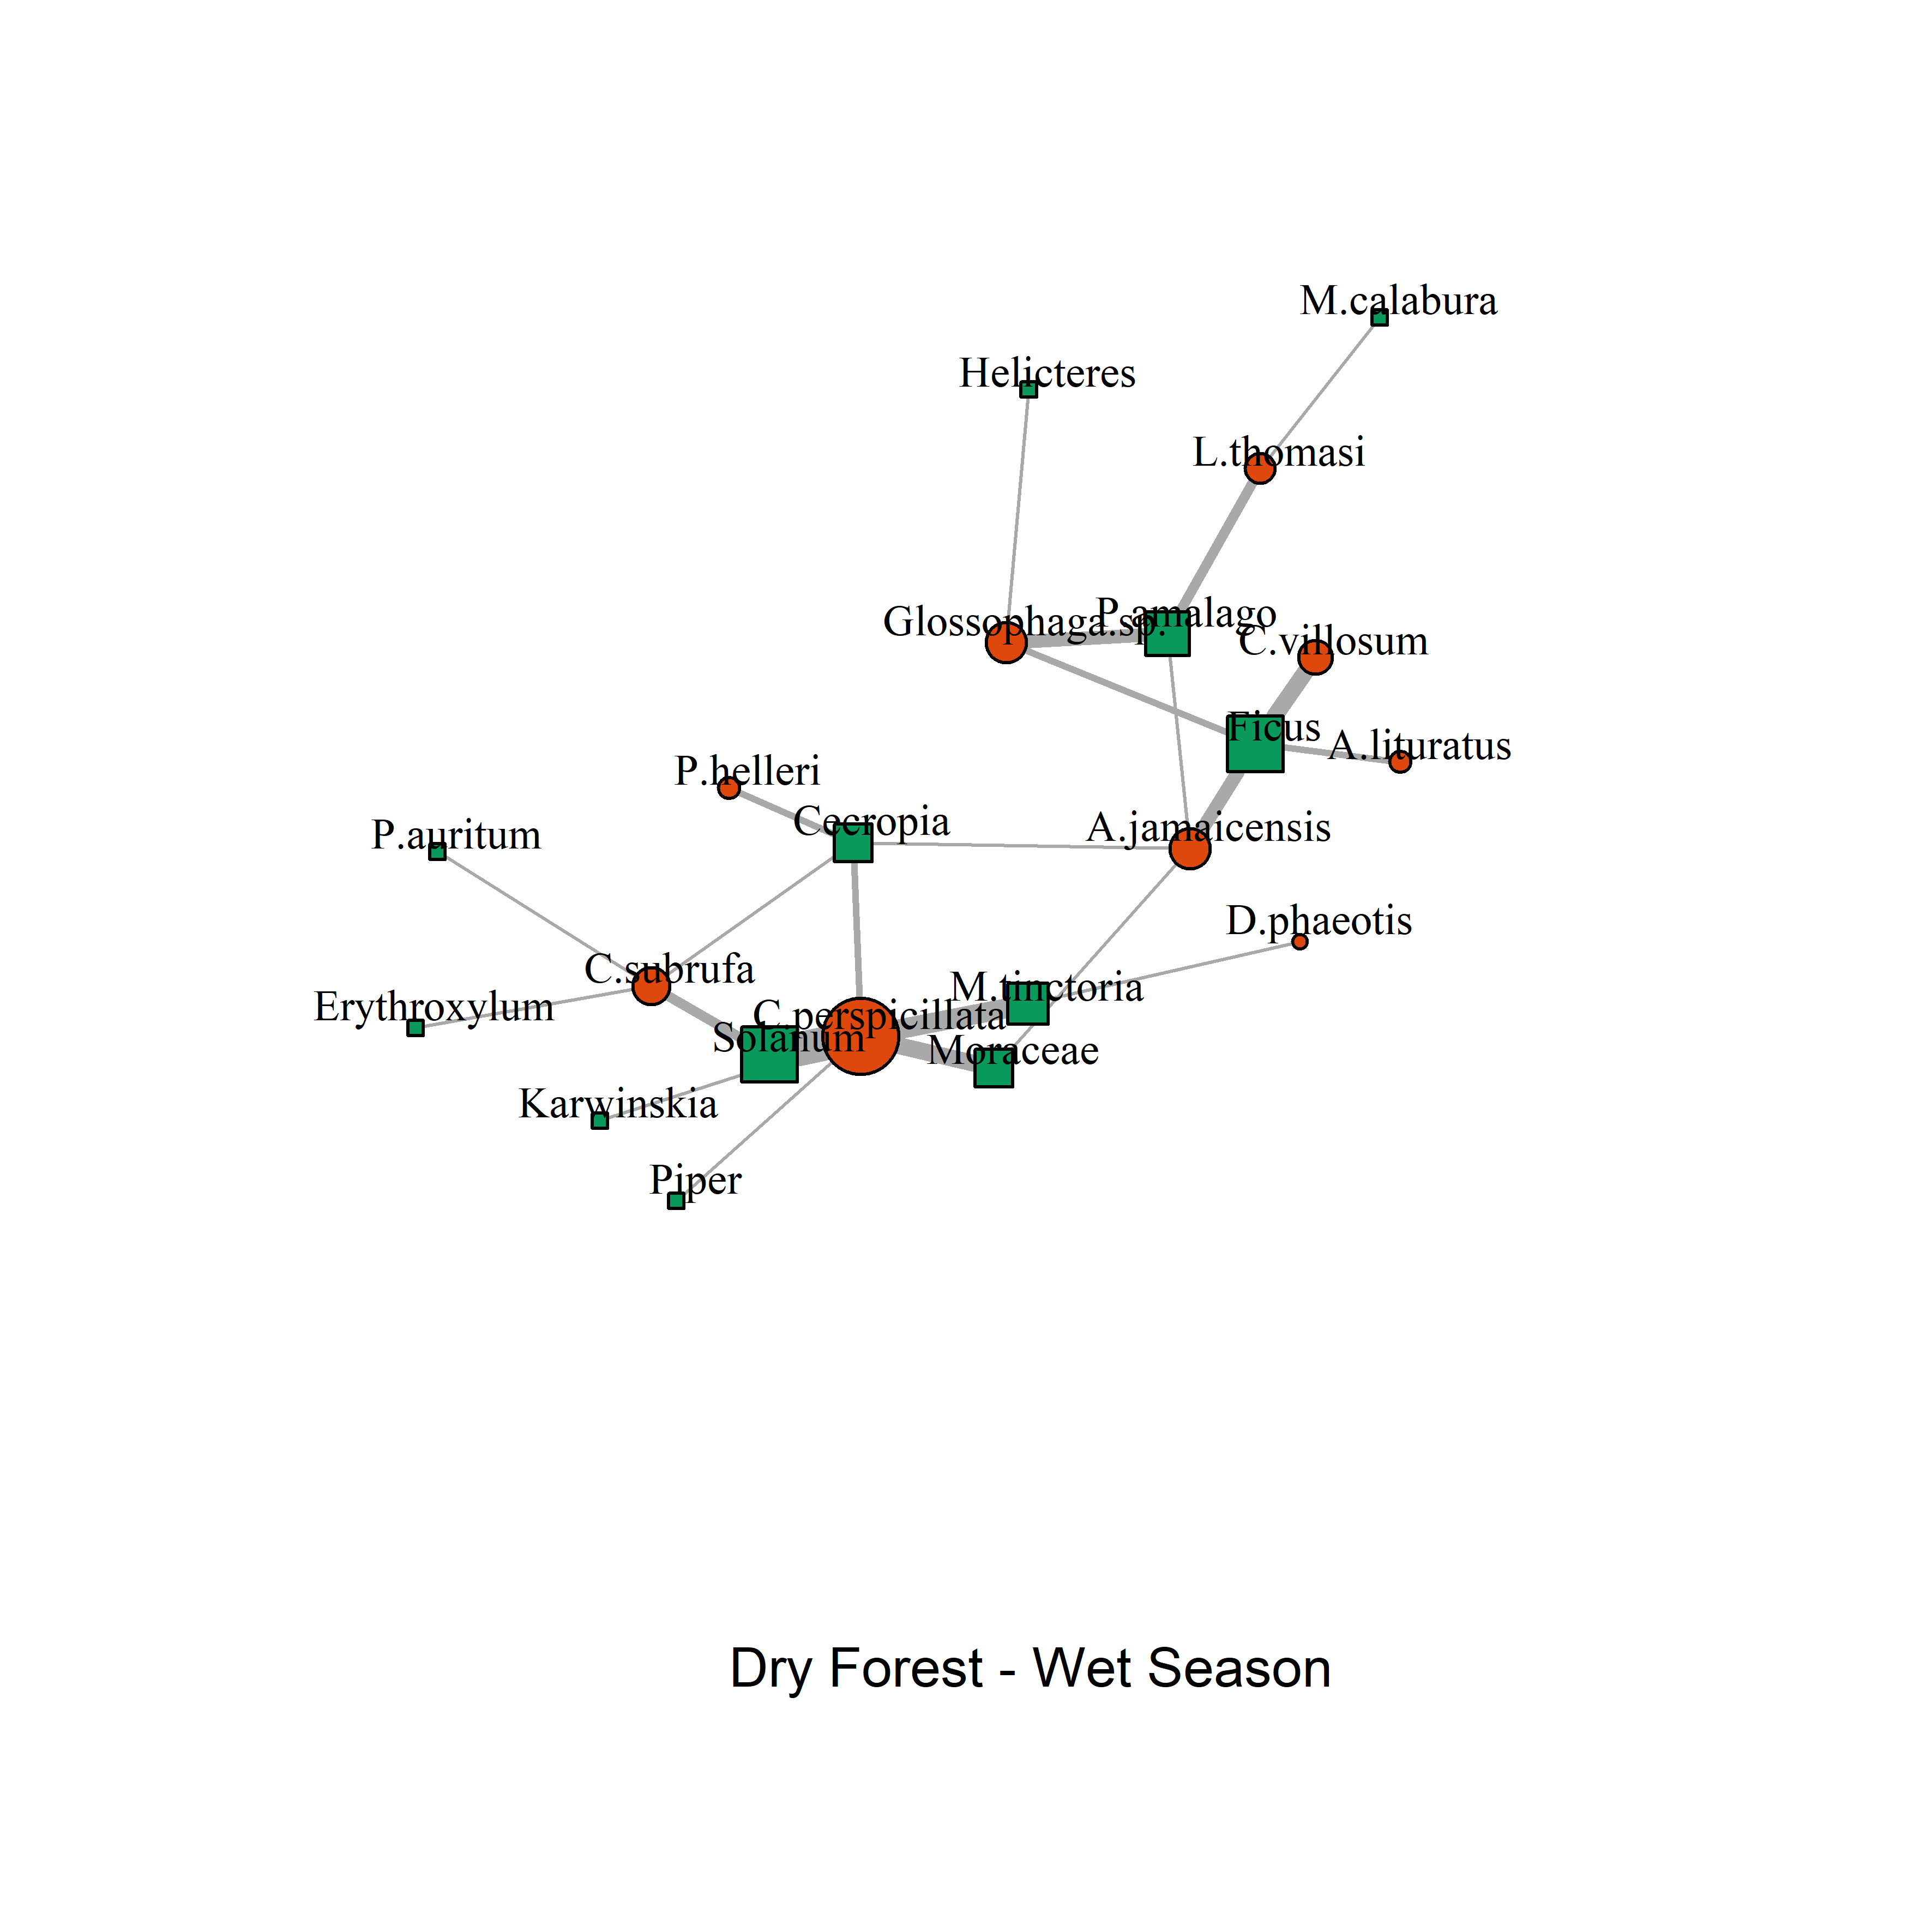 M.calabura
Helicteres
L.thomasi
P.amalago
Glossophaga.sp.
C.villosum
Ficus
A.lituratus
P.helleri
Cecropia
A.jamaicensis
P.auritum
D.phaeotis
C.subrufa
M.tinctoria
Erythroxylum
C.perspicillata
Solanum
Moraceae
Karwinskia
Piper
Dry Forest - Wet Season